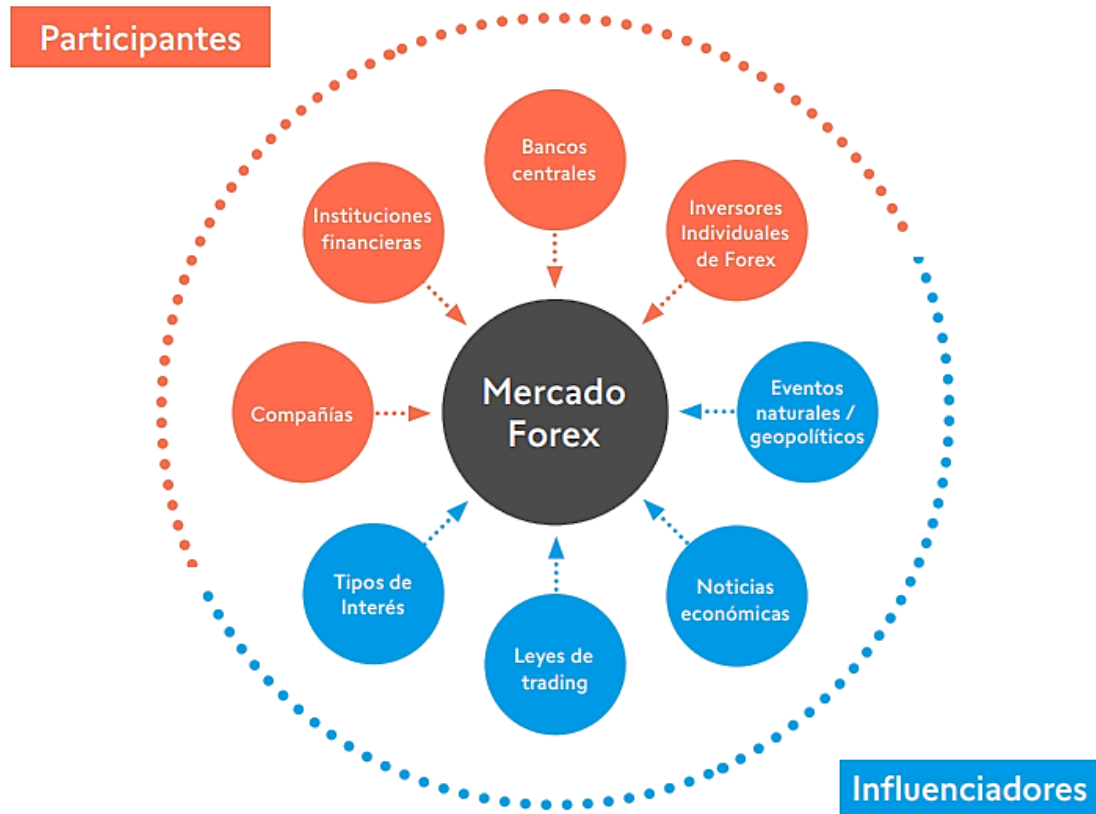 Participantes
Bancos
centrales
Instituciones
financieras
Inversores
Individuales
de Forex
Compañías
Mercado
Forex
Eventos
naturales /
geopolíticos
Tipos de
Interés
Leyes de
trading
Noticias
económicas
Influenciadores